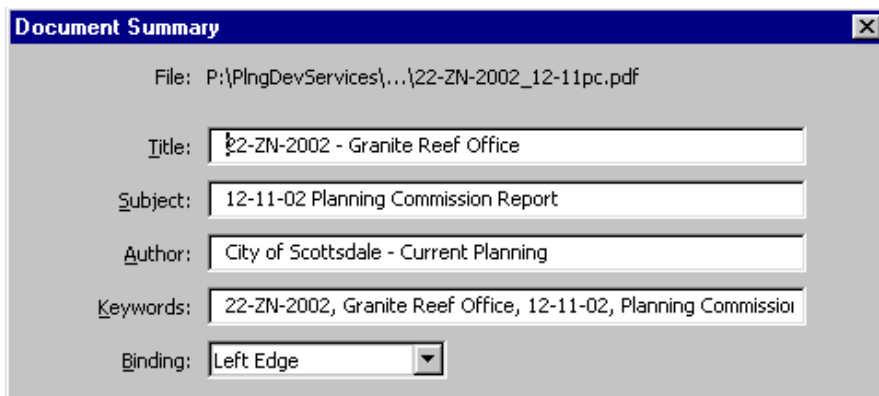 Document Summary
File: P:\PlngDevServices\...\22-ZN-2002_12-11pc.pdf
Title: 22-ZN-2002 - Granite Reef Office
Subject: 12-11-02 Planning Commission Report
Author: City of Scottsdale - Current Planning
Keywords: 22-ZN-2002, Granite Reef Office, 12-11-02, Planning Commission
Binding: Left Edge